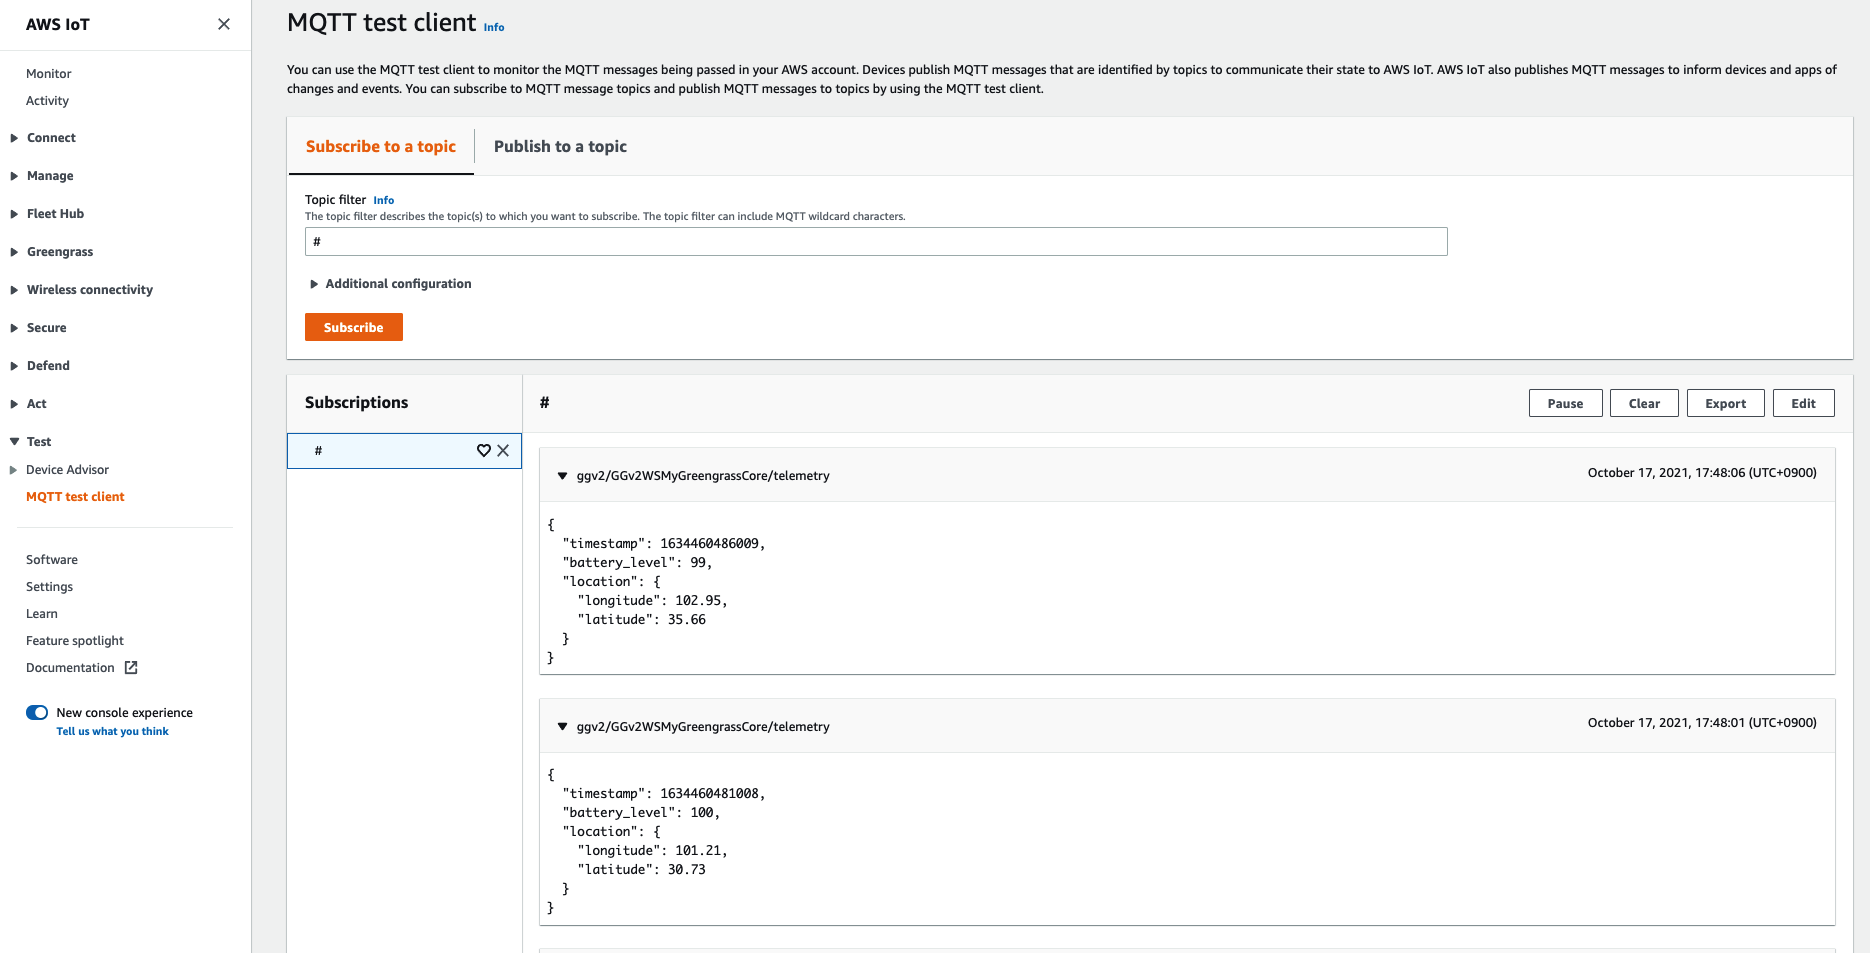 AWS IoT
Monitor
Activity
Connect
Manage
Fleet Hub
Greengrass
Wireless connectivity
Secure
Defend
Act
Test
Device Advisor
MQTT test client
Software
Settings
Learn
Feature spotlight
Documentation
New console experience
Tell us what you think
MQTT test client Info
You can use the MQTT test client to monitor the MQTT messages being passed in your AWS account. Devices publish MQTT messages that are identified by topics to communicate their state to AWS IoT. AWS IoT also publishes MQTT messages to inform devices and apps of
changes and events. You can subscribe to MQTT message topics and publish MQTT messages to topics by using the MQTT test client.
Subscribe to a topic Publish to a topic
Topic filter Info
The topic filter describes the topic(s) to which you want to subscribe. The topic filter can include MQTT wildcard characters.
#
Additional configuration
Subscribe
Subscriptions
#
# Pause Clear Export Edit
ggv2/GGv2WSMyGreengrassCore/telemetry October 17, 2021, 17:48:06 (UTC+0900)
{
"timestamp": 1634460486009,
"battery_level": 99,
"location": {
"longitude": 102.95,
"latitude": 35.66
}
}
ggv2/GGv2WSMyGreengrassCore/telemetry October 17, 2021, 17:48:01 (UTC+0900)
{
"timestamp": 1634460481008,
"battery_level": 100,
"location": {
"longitude": 101.21,
"latitude": 30.73
}
}